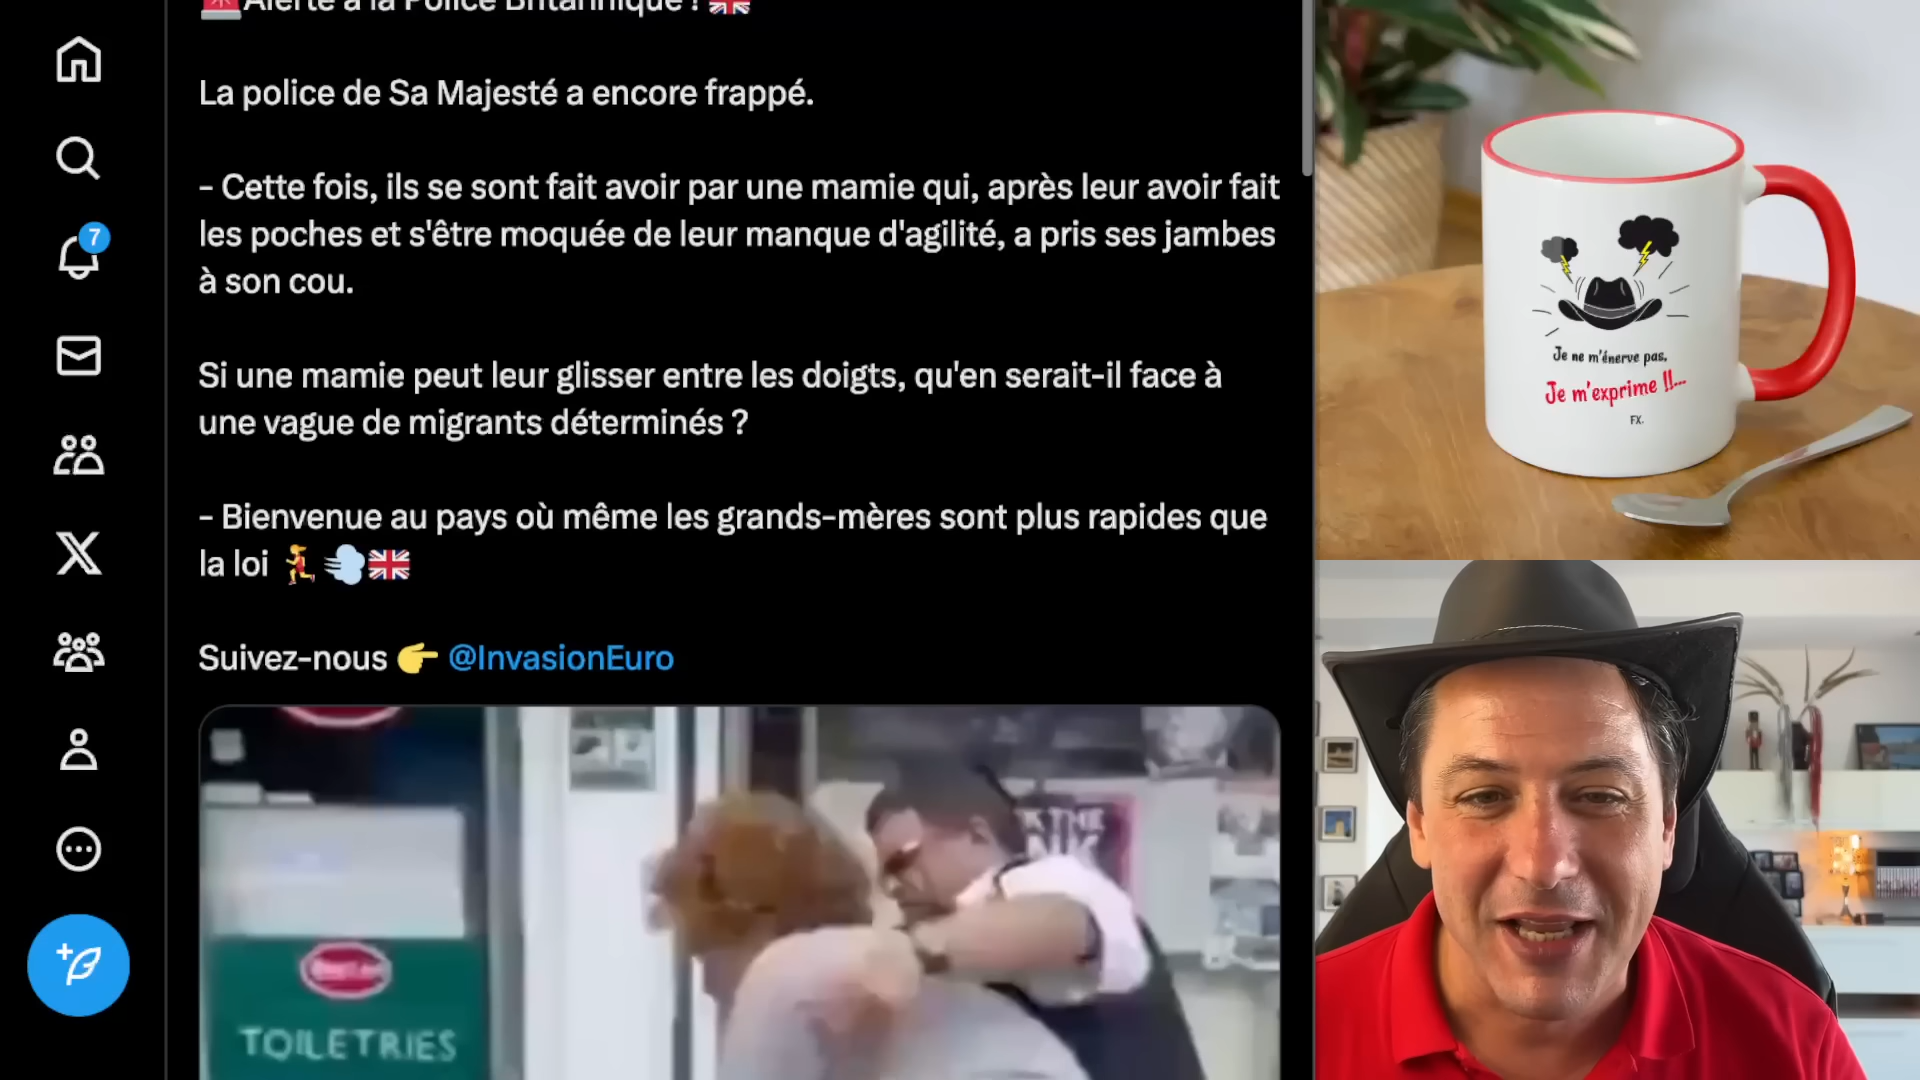 Alerte à la Police Britannique !
La police de Sa Majesté a encore frappé.
- Cette fois, ils se sont fait avoir par une mamie qui, après leur avoir fait
les poches et s'être moquée de leur manque d'agilité, a pris ses jambes
à son cou.
Si une mamie peut leur glisser entre les doigts, qu'en serait-il face à
une vague de migrants déterminés ?
- Bienvenue au pays où même les grands-mères sont plus rapides que
la loi
Suivez-nous @InvasionEuro
7
TOILETRIES
Je ne m'énerve pas,
Je m'exprime !!...
FX.